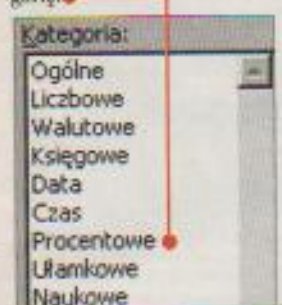 Kategoria:
Ogólne
Liczbowe
Walutowe
Księgowe
Data
Czas
Procentowe
Ułamkowe
Naukowe